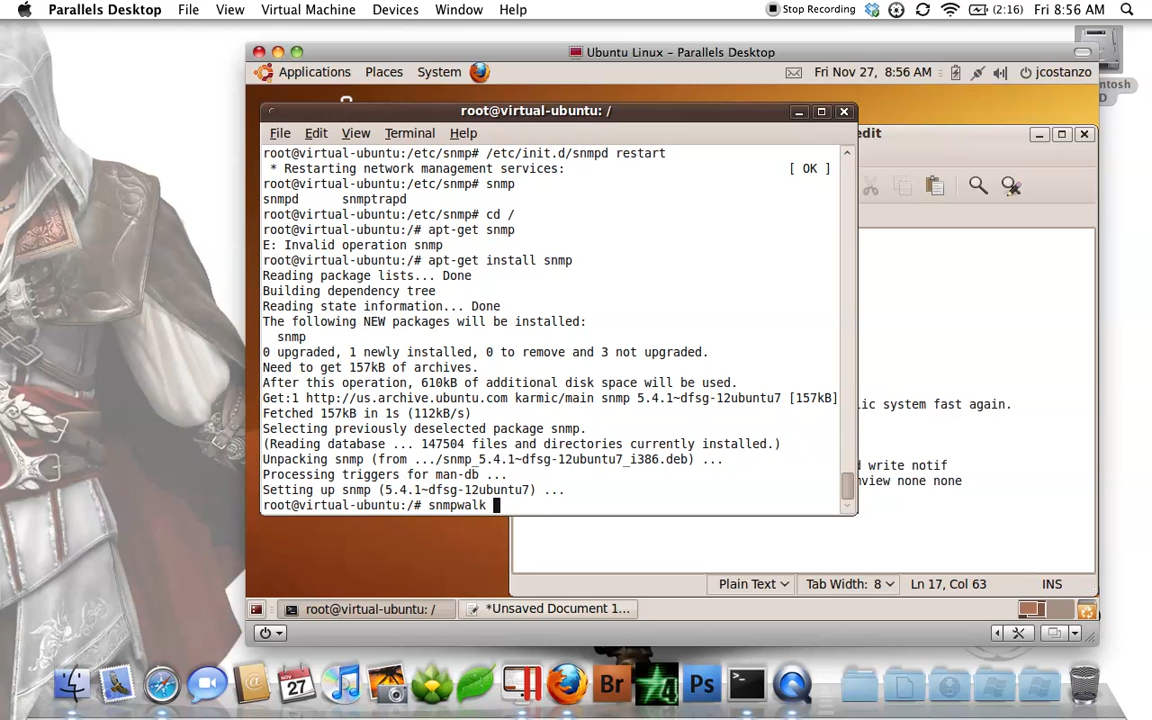 Parallels Desktop File View Virtual Machine Devices Window Help Stop Recording (2:16) Fri 8:56 AM
Ubuntu Linux – Parallels Desktop
Applications Places System Fri Nov 27, 8:56 AM jcostanzo
intosh
D
root@virtual-ubuntu: /
edit
File Edit View Terminal Help
root@virtual-ubuntu:/etc/snmp# /etc/init.d/snmpd restart
* Restarting network management services: [ OK ]
root@virtual-ubuntu:/etc/snmp# snmp
snmpd snmptrapd
root@virtual-ubuntu:/etc/snmp# cd /
root@virtual-ubuntu:/# apt-get snmp
E: Invalid operation snmp
root@virtual-ubuntu:/# apt-get install snmp
Reading package lists... Done
Building dependency tree
Reading state information... Done
The following NEW packages will be installed:
snmp
0 upgraded, 1 newly installed, 0 to remove and 3 not upgraded.
Need to get 157kB of archives.
After this operation, 610kB of additional disk space will be used.
Get:1 http://us.archive.ubuntu.com karmic/main snmp 5.4.1~dfsg-12ubuntu7 [157kB]
Fetched 157kB in 1s (112kB/s)
Selecting previously deselected package snmp.
(Reading database ... 147504 files and directories currently installed.)
Unpacking snmp (from .../snmp_5.4.1~dfsg-12ubuntu7_i386.deb) ...
Processing triggers for man-db ...
Setting up snmp (5.4.1~dfsg-12ubuntu7) ...
root@virtual-ubuntu:/# snmpwalk
lic system fast again.
d write notif
view none none
Plain Text Tab Width: 8 Ln 17, Col 63 INS
root@virtual-ubuntu: / *Unsaved Document 1...
NOV
27
Br
74
Ps
>_